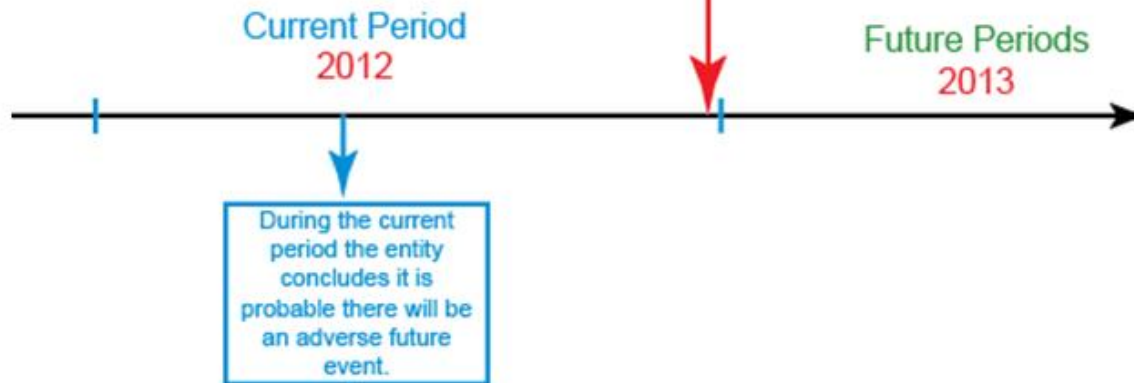 Current Period
2012
Future Periods
2013
During the current
period the entity
concludes it is
probable there will be
an adverse future
event.